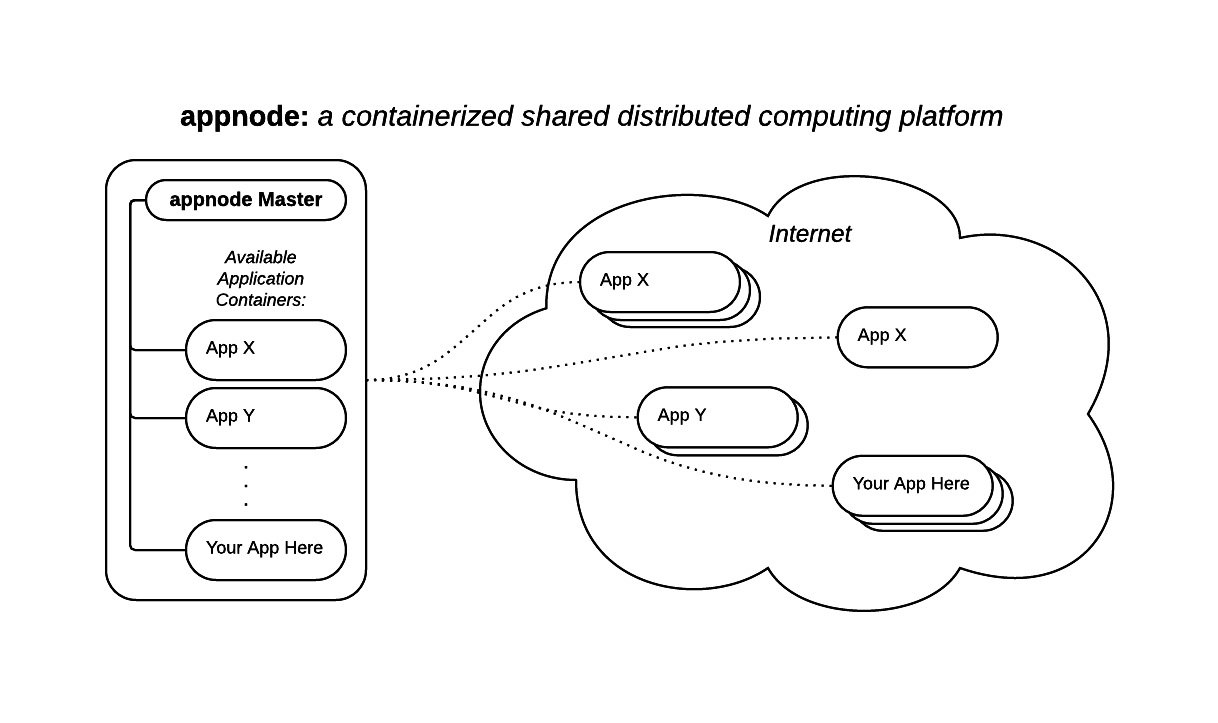 appnode: a containerized shared distributed computing platform
appnode Master
Available
Application
Containers:
App X
App Y
.
.
.
Your App Here
Internet
App X
App X
App Y
Your App Here